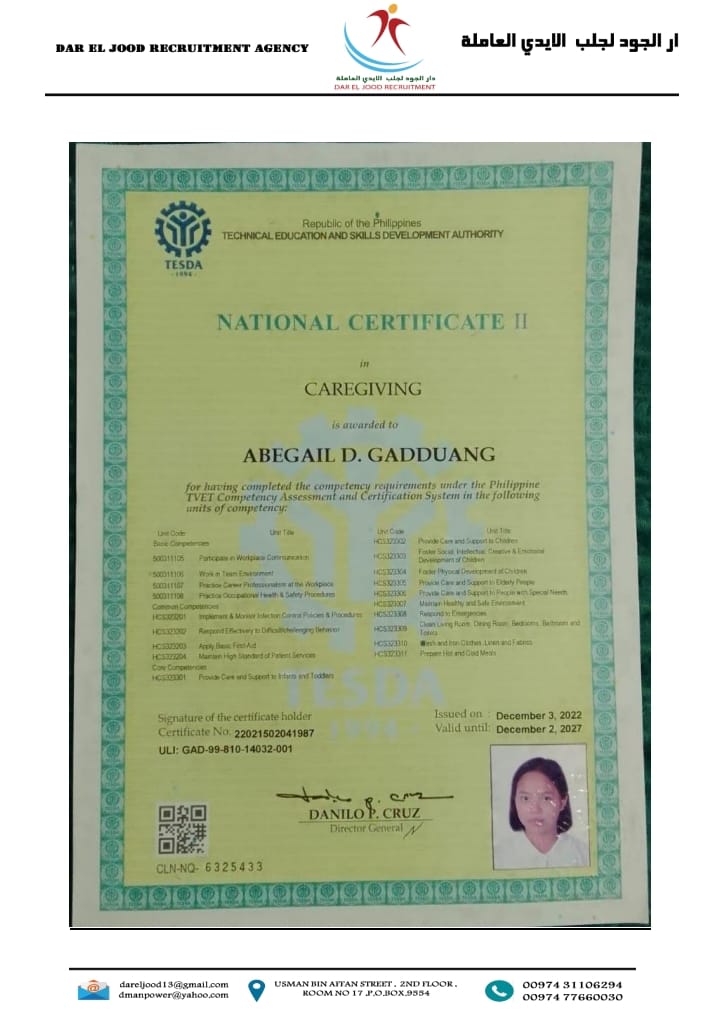 DAR EL JOOD RECRUITMENT AGENCY
ار الجود لجلب الايدي العاملة
دار الجود لجلب الايدي العاملة
DAR EL JOOD RECRUITMENT
TESDA
- 1994 -
Republic of the Philippines
TECHNICAL EDUCATION AND SKILLS DEVELOPMENT AUTHORITY
NATIONAL CERTIFICATE II
in
CAREGIVING
is awarded to
ABEGAIL D. GADDUANG
for having completed the competency requirements under the Philippine
TVET Competency Assessment and Certification System in the following
units of competency:
Unit Code Unit Title
Basic Competencies
500311105 Participate in Workplace Communication
500311106 Work in Team Environment
500311107 Practice Career Professionalism at the Workplace
500311108 Practice Occupational Health & Safety Procedures
Common Competencies
HCS323201 Implement & Monitor Infection Control Policies & Procedures
HCS323202 Respond Effectively to Difficult/challenging Behavior
HCS323203 Apply Basic First-Aid
HCS323204 Maintain High Standard of Patient Services
Core Competencies
HCS323301 Provide Care and Support to Infants and Toddlers
Unit Code Unit Title
HCS323302 Provide Care and Support to Children
HCS323303 Foster Social, Intellectual, Creative & Emotional
Development of Children
HCS323304 Foster Physical Development of Children
HCS323305 Provide Care and Support to Elderly People
HCS323306 Provide Care and Support to People with Special Needs
HCS323307 Maintain Healthy and Safe Environment
HCS323308 Respond to Emergencies
HCS323309 Clean Living Room, Dining Room, Bedrooms, Bathroom and
Toilets
HCS323310 Wash and Iron Clothes, Linen and Fabrics
HCS323311 Prepare Hot and Cold Meals
TESDA
1994
Signature of the certificate holder
Certificate No. 22021502041987
ULI: GAD-99-810-14032-001
Issued on : December 3, 2022
Valid until: December 2, 2027
DANILO P. CRUZ
Director General
CLN-NQ- 6325433
dareljood13@gmail.com
dmanpower@yahoo.com
USMAN BIN AFFAN STREET , 2ND FLOOR ,
ROOM NO 17 ,P.O.BOX,9554
00974 31106294
00974 77660030